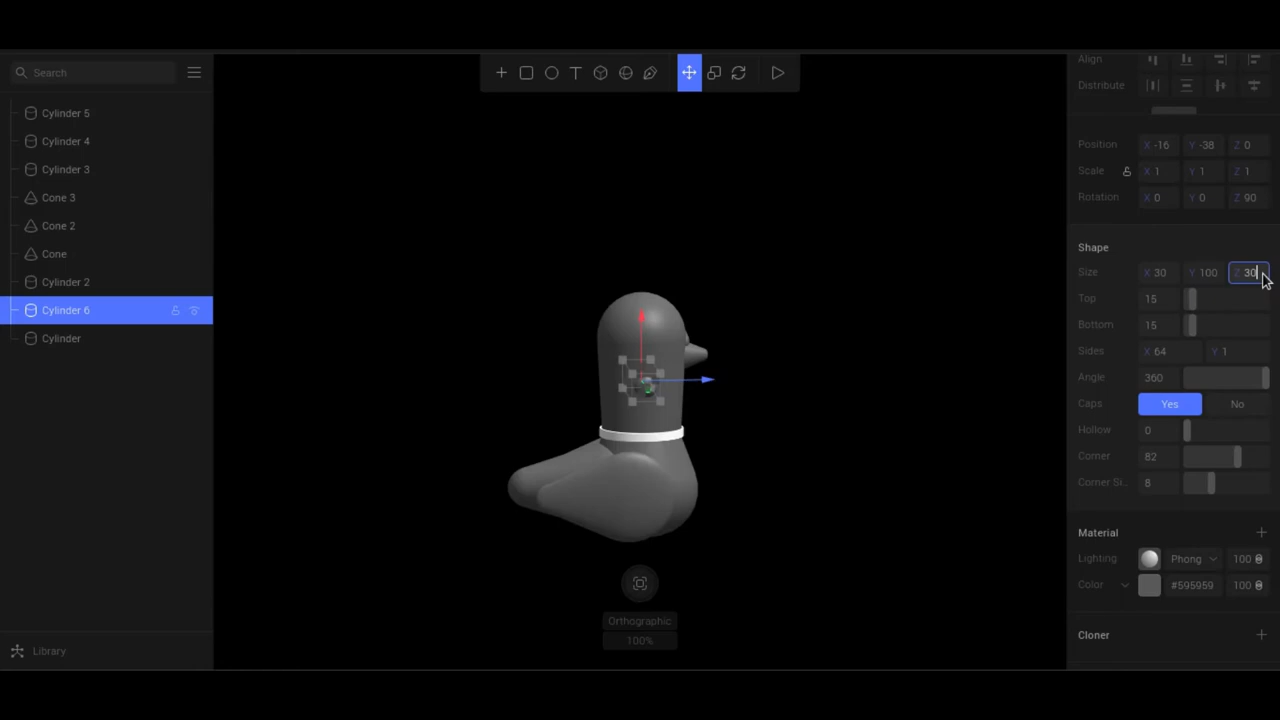 Search
Align
Distribute
Cylinder 5
Cylinder 4
Cylinder 3
Cone 3
Cone 2
Cone
Cylinder 2
Cylinder 6
Cylinder
Position X -16 Y -38 Z 0
Scale X 1 Y 1 Z 1
Rotation X 0 Y 0 Z 90
Shape
Size X 30 Y 100 Z 30
Top 15
Bottom 15
Sides X 64 Y 1
Angle 360
Caps Yes No
Hollow 0
Corner 82
Corner Si... 8
Material
Lighting Phong 100
Color #595959 100
Cloner
Orthographic
100%
Library